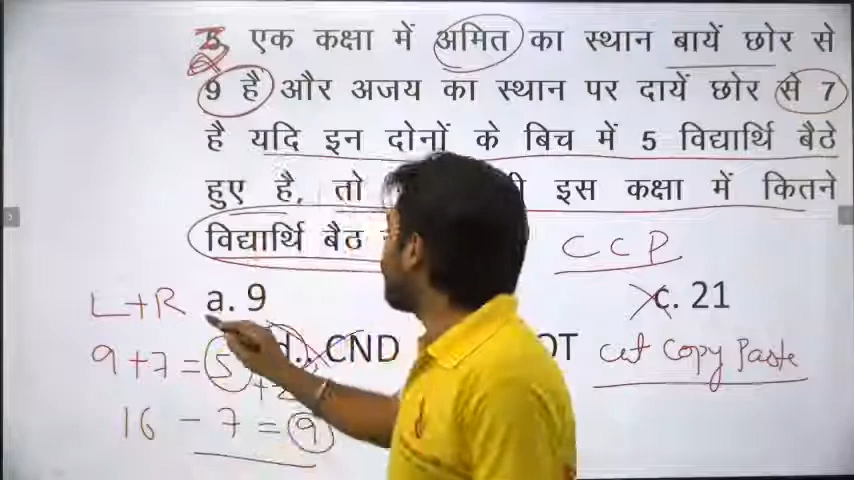 5. एक कक्षा में अमित का स्थान बायें छोर से
9 है और अजय का स्थान पर दायें छोर से 7
है यदि इन दोनों के बिच में 5 विद्यार्थि बैठे
हुए है, तो इस कक्षा में कितने
विद्यार्थि बैठ
CCP
L+R a. 9 c. 21
d. CND OT Cut Copy Paste
9+7 = 5
+2
16 - 7 = 9